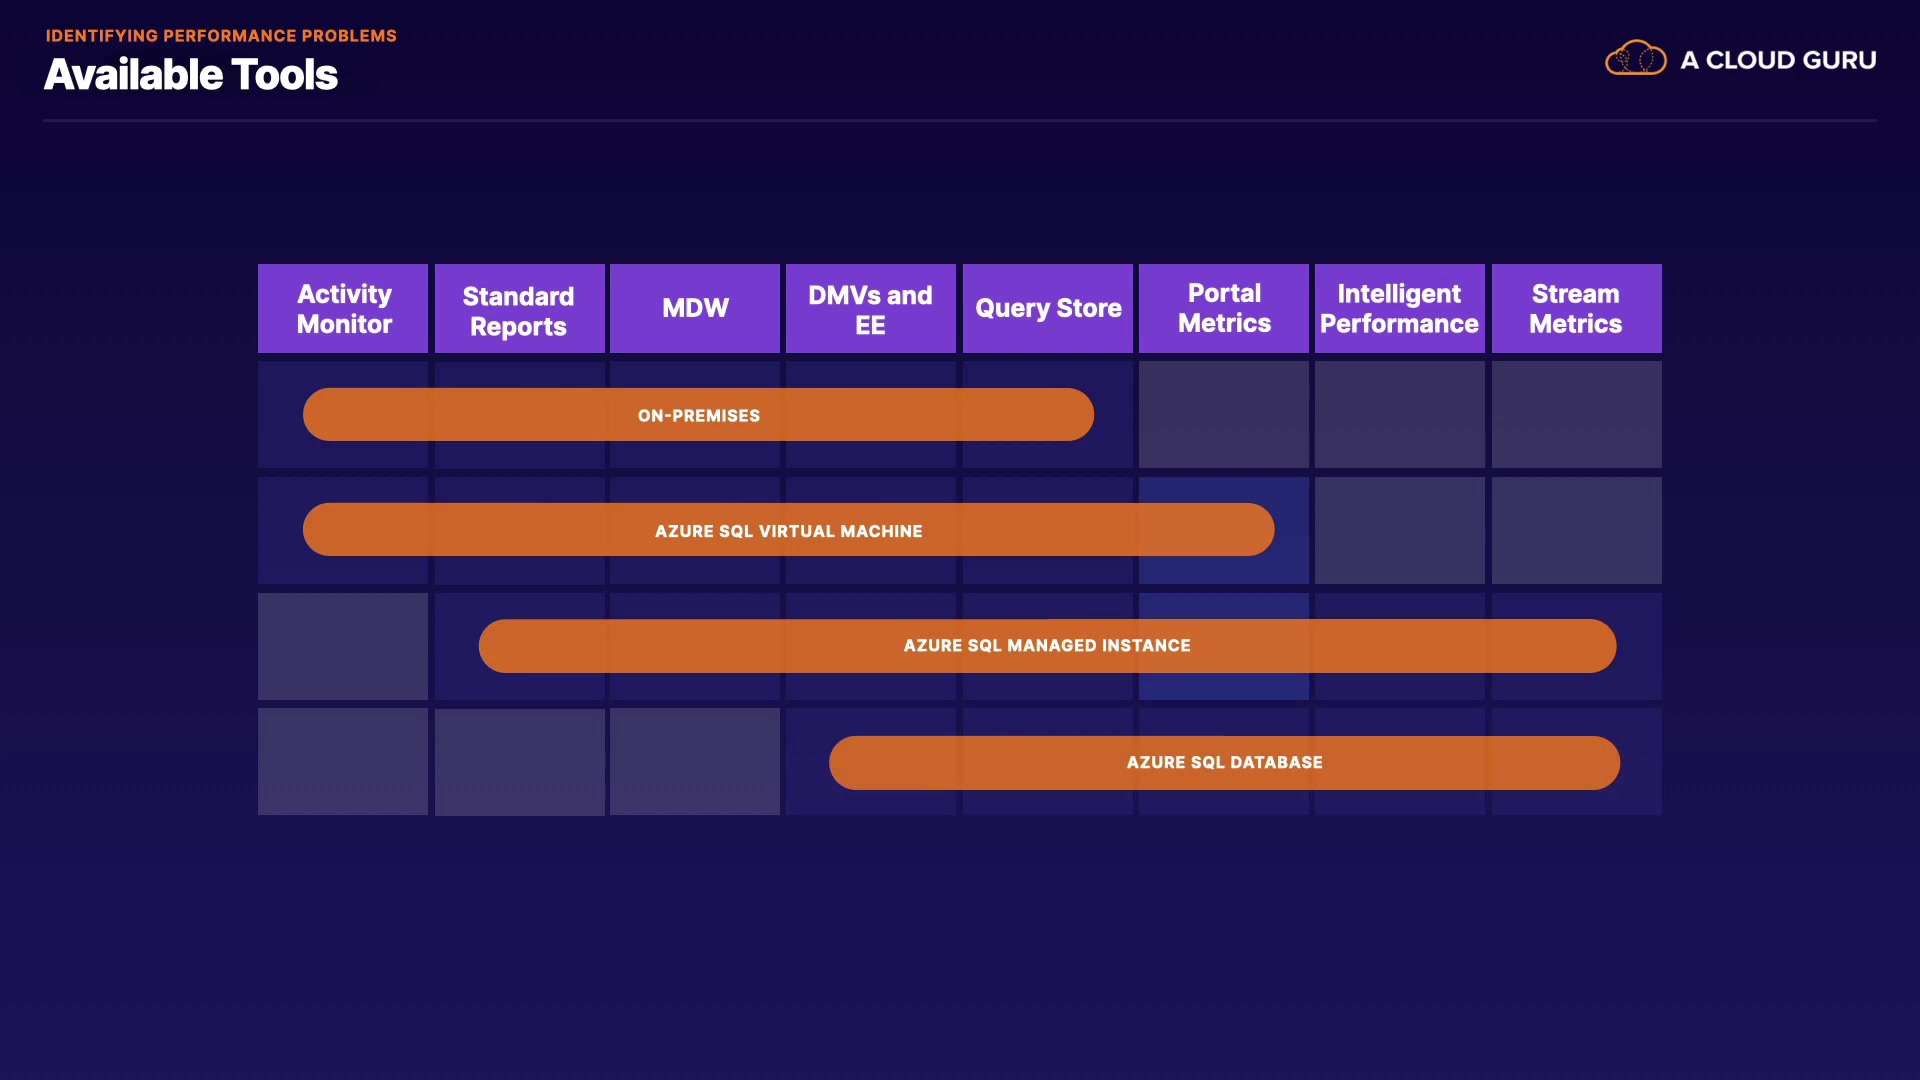 IDENTIFYING PERFORMANCE PROBLEMS
Available Tools
A CLOUD GURU
Activity
Monitor
Standard
Reports
MDW
DMVs and
EE
Query Store
Portal
Metrics
Intelligent
Performance
Stream
Metrics
ON-PREMISES
AZURE SQL VIRTUAL MACHINE
AZURE SQL MANAGED INSTANCE
AZURE SQL DATABASE